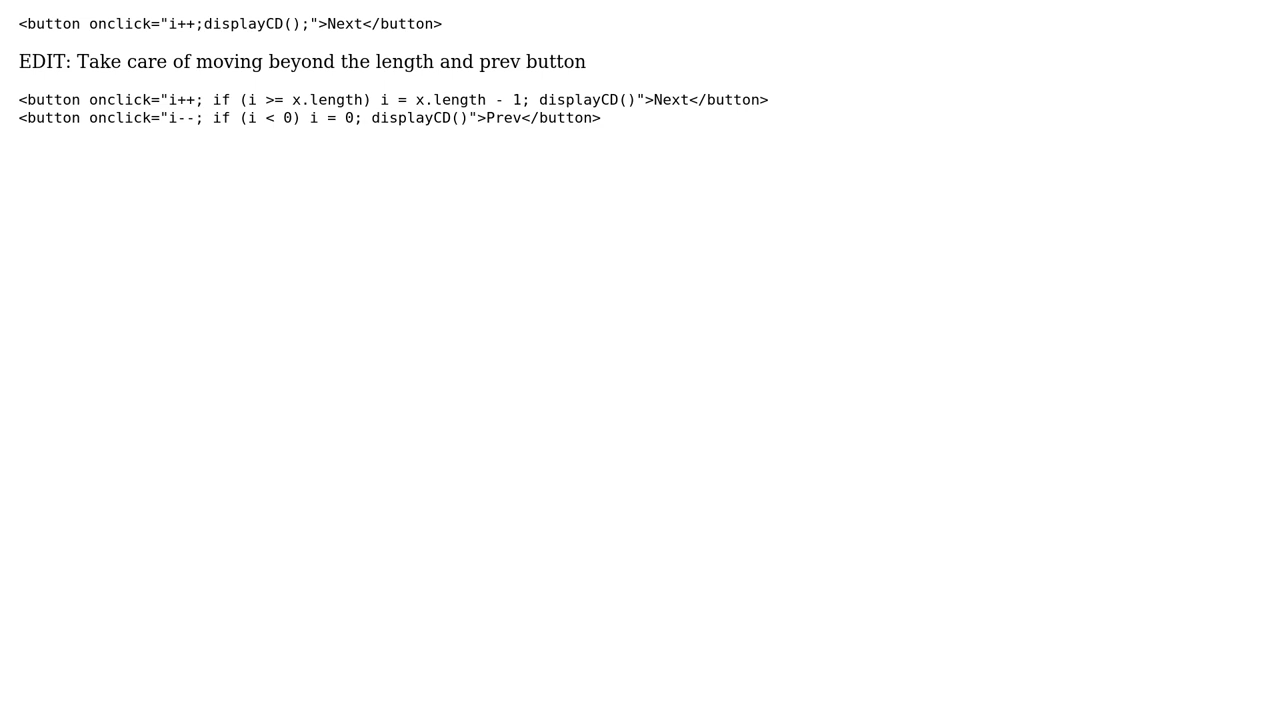 <button onclick="i++;displayCD();">Next</button>
EDIT: Take care of moving beyond the length and prev button
<button onclick="i++; if (i >= x.length) i = x.length - 1; displayCD()">Next</button>
<button onclick="i--; if (i < 0) i = 0; displayCD()">Prev</button>